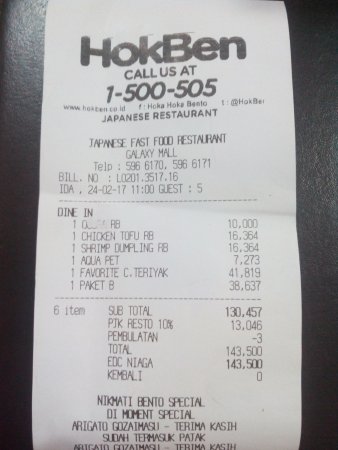 HokBen
CALL US AT
1-500-505
www.hokben.co.id f : Hoka Hoka Bento t : @HokBen
JAPANESE RESTAURANT
JAPANESE FAST FOOD RESTAURANT
GALAXY MALL
Telp : 596 6170, 596 6171
BILL. NO : L0201.3517.16
IDA , 24-02-17 11:00 GUEST : 5
DINE IN
1 RB 10,000
1 CHICKEN TOFU RB 16,364
1 SHRIMP DUMPLING RB 16,364
1 AQUA PET 7,273
1 FAVORITE C.TERIYAK 41,819
1 PAKET B 38,637
6 item SUB TOTAL 130,457
PJK RESTO 10% 13,046
PEMBULATAN -3
TOTAL 143,500
EDC NIAGA 143,500
KEMBALI 0
NIKMATI BENTO SPECIAL
DI MOMENT SPECIAL
ARIGATO GOZAIMASU - TERIMA KASIH
SUDAH TERMASUK PATAK
ARIGATO GOZAIMASU - TERIMA KASIH